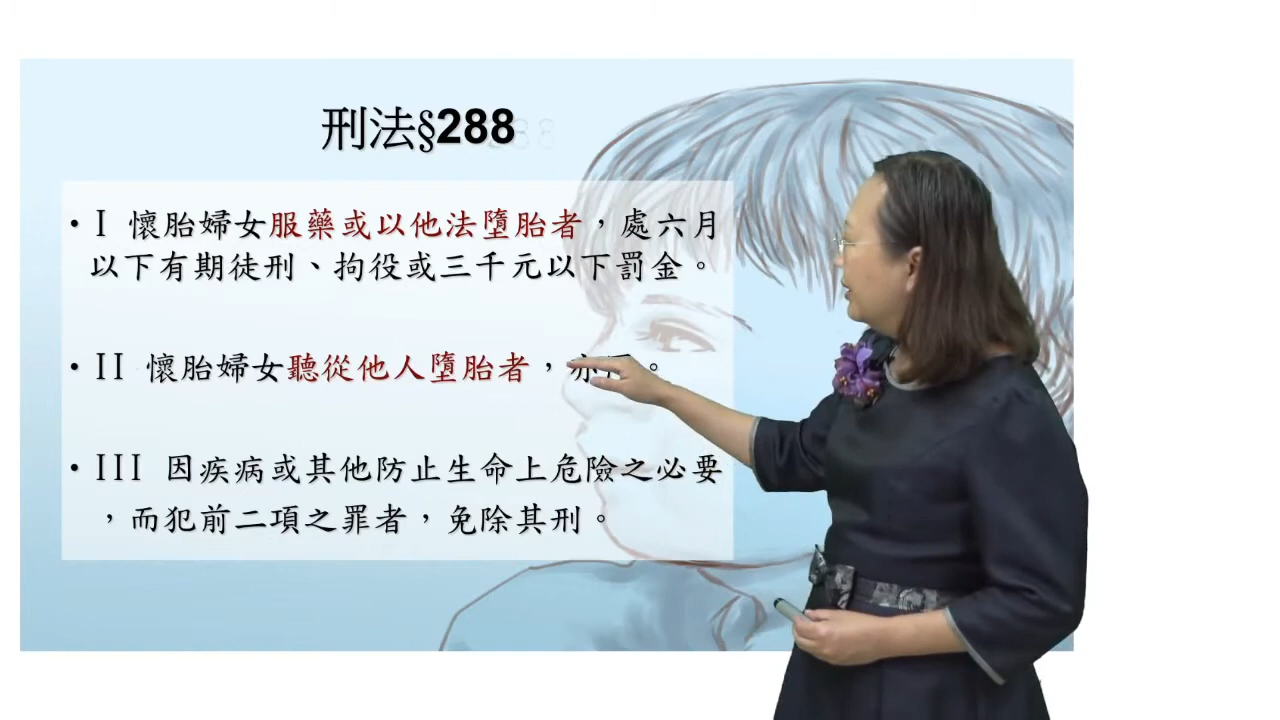 刑法§288
• I 懷胎婦女服藥或以他法墮胎者，處六月
以下有期徒刑、拘役或三千元以下罰金。
• II 懷胎婦女聽從他人墮胎者，亦。
• III 因疾病或其他防止生命上危險之必要
，而犯前二項之罪者，免除其刑。